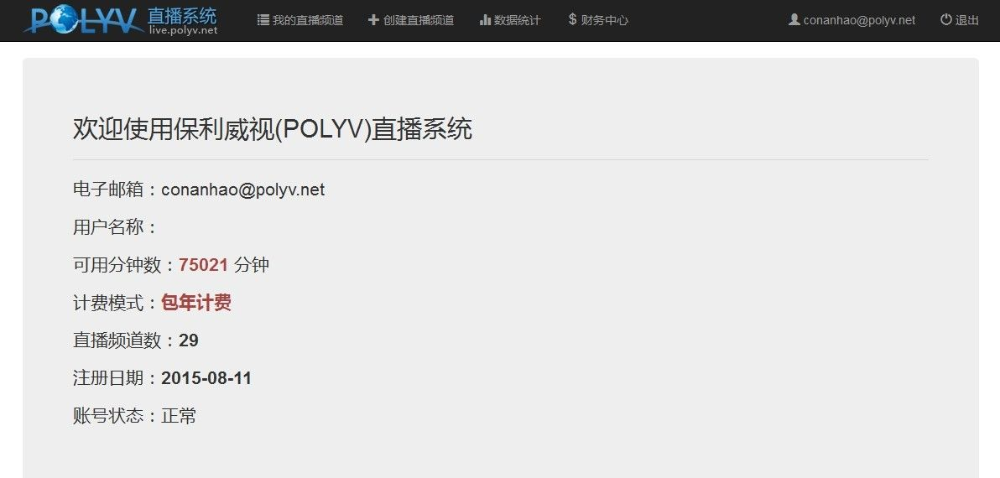 POLYV 直播系统 live.polyv.net 我的直播频道 创建直播频道 数据统计 $ 财务中心 conanhao@polyv.net 退出
欢迎使用保利威视(POLYV)直播系统
电子邮箱：conanhao@polyv.net
用户名称：
可用分钟数：75021 分钟
计费模式：包年计费
直播频道数：29
注册日期：2015-08-11
账号状态：正常